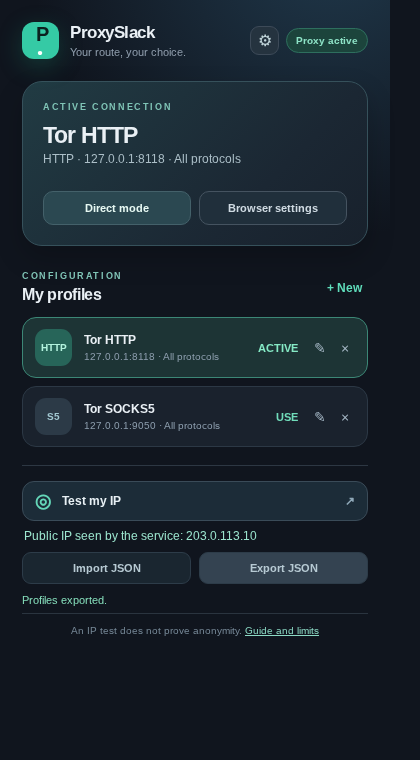 P
ProxySlack
Your route, your choice.
Proxy active
ACTIVE CONNECTION
Tor HTTP
HTTP · 127.0.0.1:8118 · All protocols
Direct mode
Browser settings
CONFIGURATION
My profiles
+ New
HTTP
Tor HTTP
127.0.0.1:8118 · All protocols
ACTIVE
S5
Tor SOCKS5
127.0.0.1:9050 · All protocols
USE
Test my IP
Public IP seen by the service: 203.0.113.10
Import JSON
Export JSON
Profiles exported.
An IP test does not prove anonymity. Guide and limits